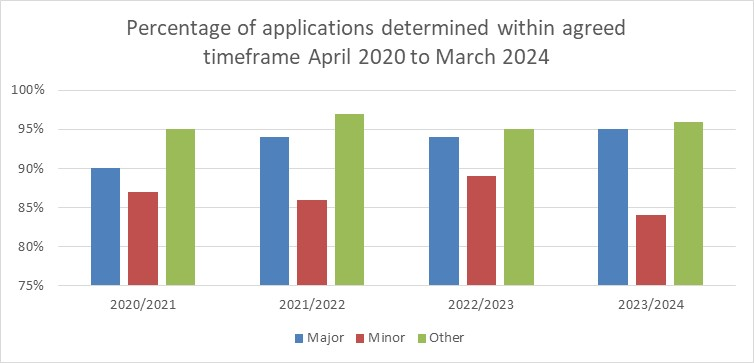 Percentage of applications determined within agreed
timeframe April 2020 to March 2024
100%
95%
90%
85%
80%
75%
2020/2021 2021/2022 2022/2023 2023/2024
Major Minor Other